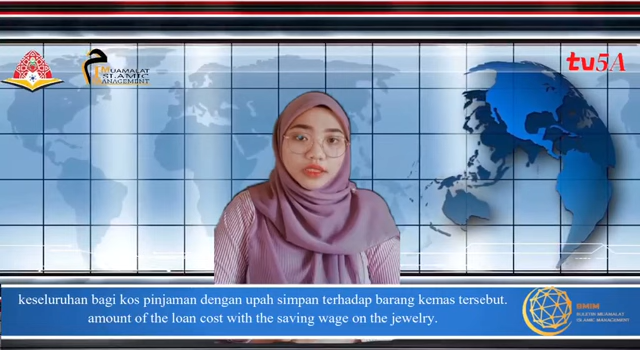 MUAMALAT
ISLAMIC
MANAGEMENT
tu5A
keseluruhan bagi kos pinjaman dengan upah simpan terhadap barang kemas tersebut.
amount of the loan cost with the saving wage on the jewelry.
BMIM
BULETIN MUAMALAT
ISLAMIC MANAGEMENT